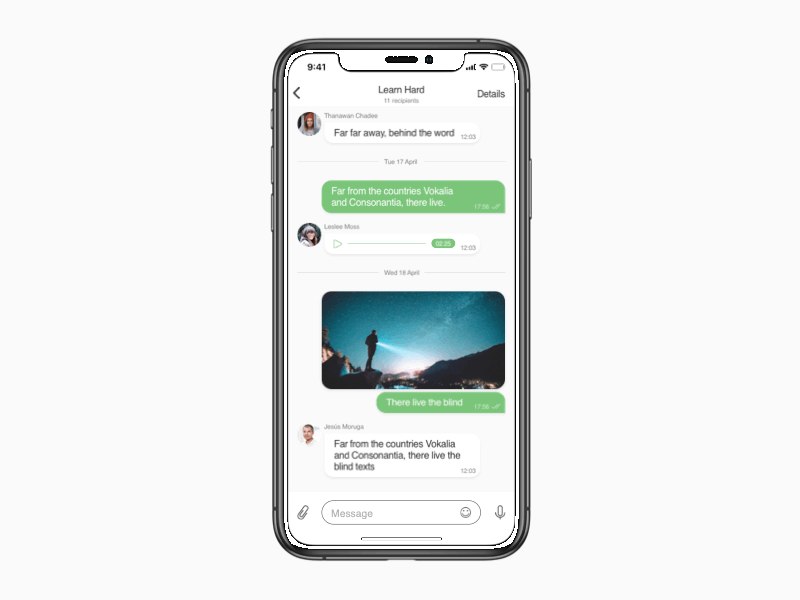 9:41
Learn Hard
11 recipients
Details
Thanawan Chadee
Far far away, behind the word
12:03
Tue 17 April
Far from the countries Vokalia
and Consonantia, there live.
17:56
Leslee Moss
02:25
12:03
Wed 18 April
There live the blind
17:56
Jesús Moruga
Far from the countries Vokalia
and Consonantia, there live the
blind texts
12:03
Message